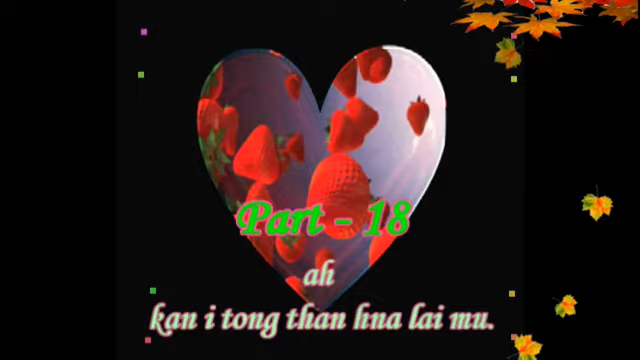 Part - 18
ah
kan i tong than hna lai mu.